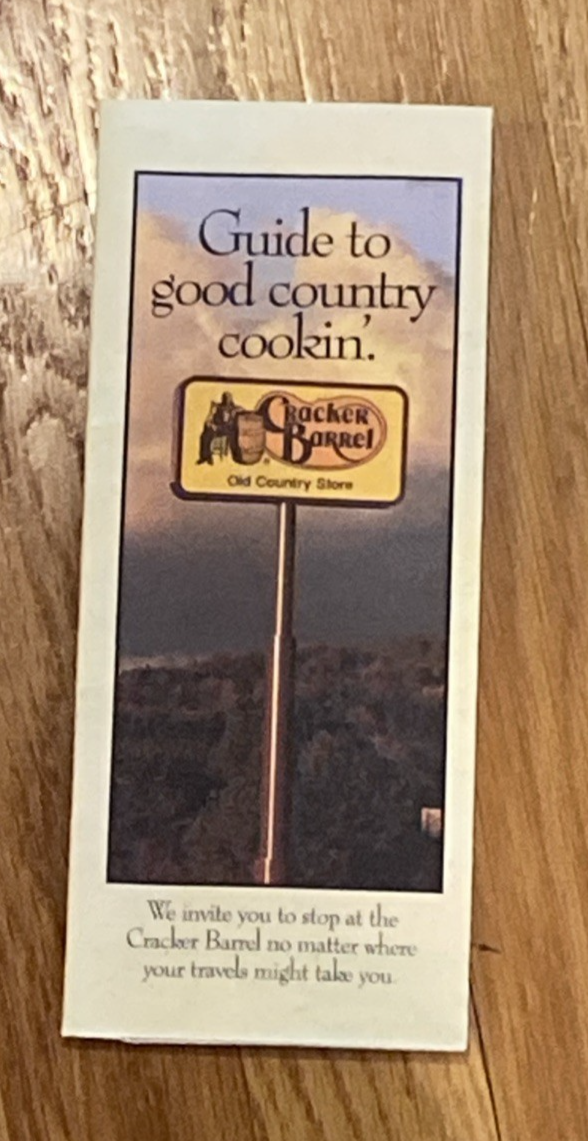 Guide to
good country
cookin'.
Cracker
Barrel
Old Country Store
We invite you to stop at the
Cracker Barrel no matter where
your travels might take you.